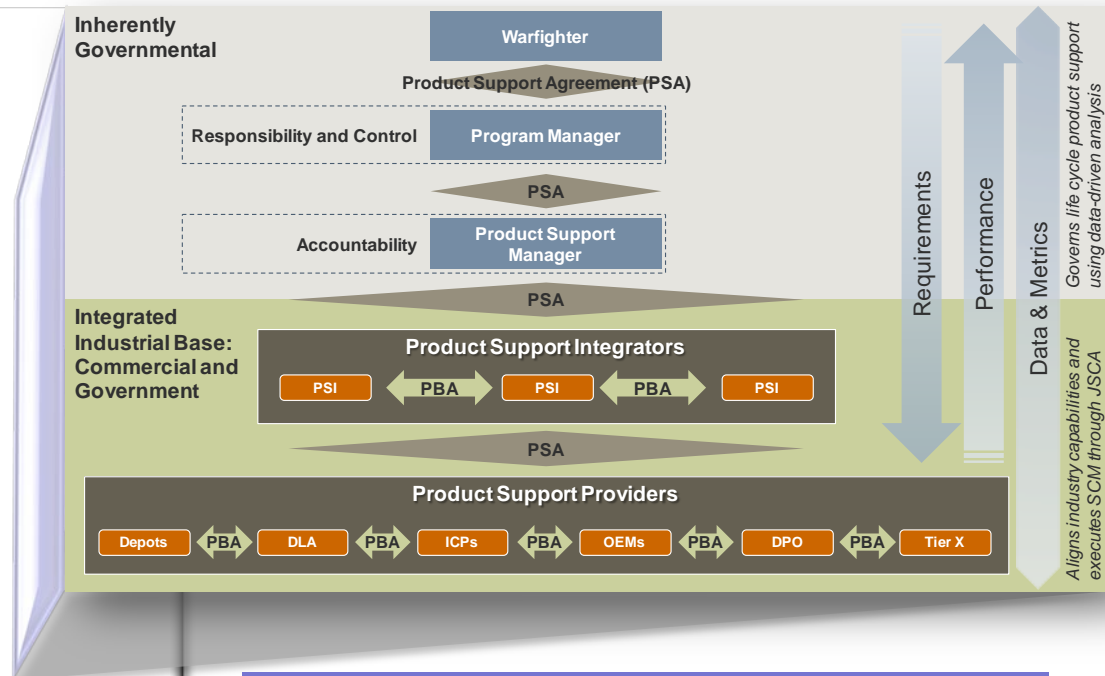 Inherently
Governmental
Warfighter
Product Support Agreement (PSA)
Responsibility and Control
Program Manager
PSA
Accountability
Product Support
Manager
PSA
Integrated
Industrial Base:
Commercial and
Government
Product Support Integrators
PSI
PBA
PSI
PBA
PSI
PSA
Product Support Providers
Depots
PBA
DLA
PBA
ICPs
PBA
OEMs
PBA
DPO
PBA
Tier X
Requirements
Performance
Data & Metrics
Governs life cycle product support
using data-driven analysis
Aligns industry capabilities and
executes SCM through JSCA